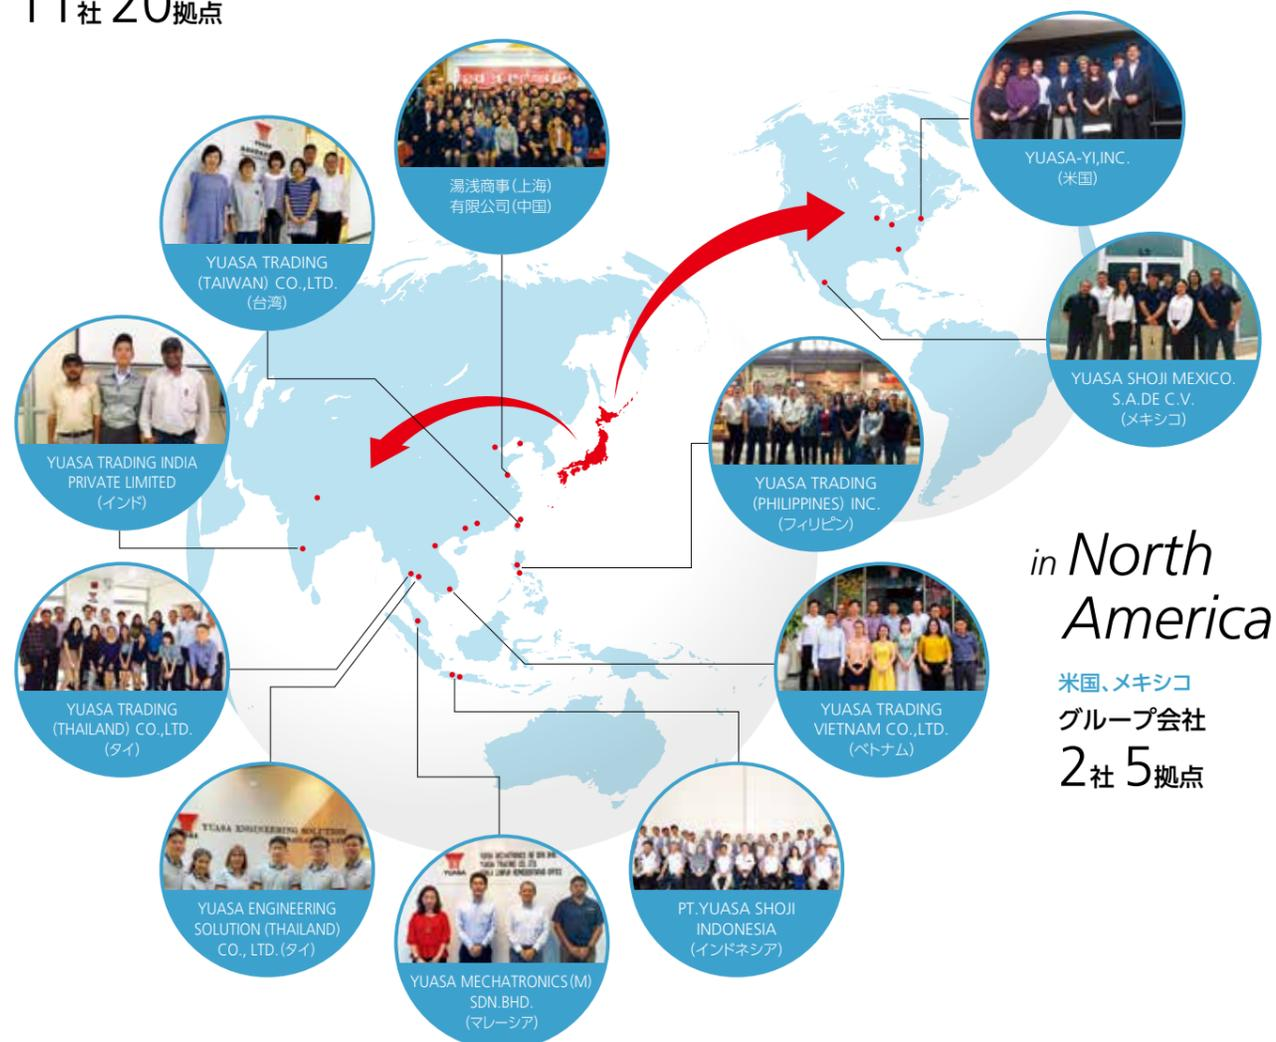 11社 20拠点
湯浅商事(上海)
有限公司(中国)
YUASA-YI,INC.
(米国)
YUASA TRADING
(TAIWAN) CO.,LTD.
(台湾)
YUASA SHOJI MEXICO.
S.A.DE C.V.
(メキシコ)
YUASA TRADING INDIA
PRIVATE LIMITED
(インド)
YUASA TRADING
(PHILIPPINES) INC.
(フィリピン)
in North
America
米国、メキシコ
グループ会社
2社 5拠点
YUASA TRADING
(THAILAND) CO.,LTD.
(タイ)
YUASA TRADING
VIETNAM CO.,LTD.
(ベトナム)
YUASA ENGINEERING SOLUTION
YUASA ENGINEERING
SOLUTION (THAILAND)
CO., LTD.(タイ)
YUASA
YUASA MECHATRONICS(M)
SDN.BHD.
(マレーシア)
PT.YUASA SHOJI
INDONESIA
(インドネシア)